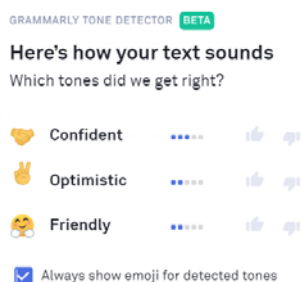 GRAMMARLY TONE DETECTOR BETA
Here's how your text sounds
Which tones did we get right?
Confident
Optimistic
Friendly
Always show emoji for detected tones